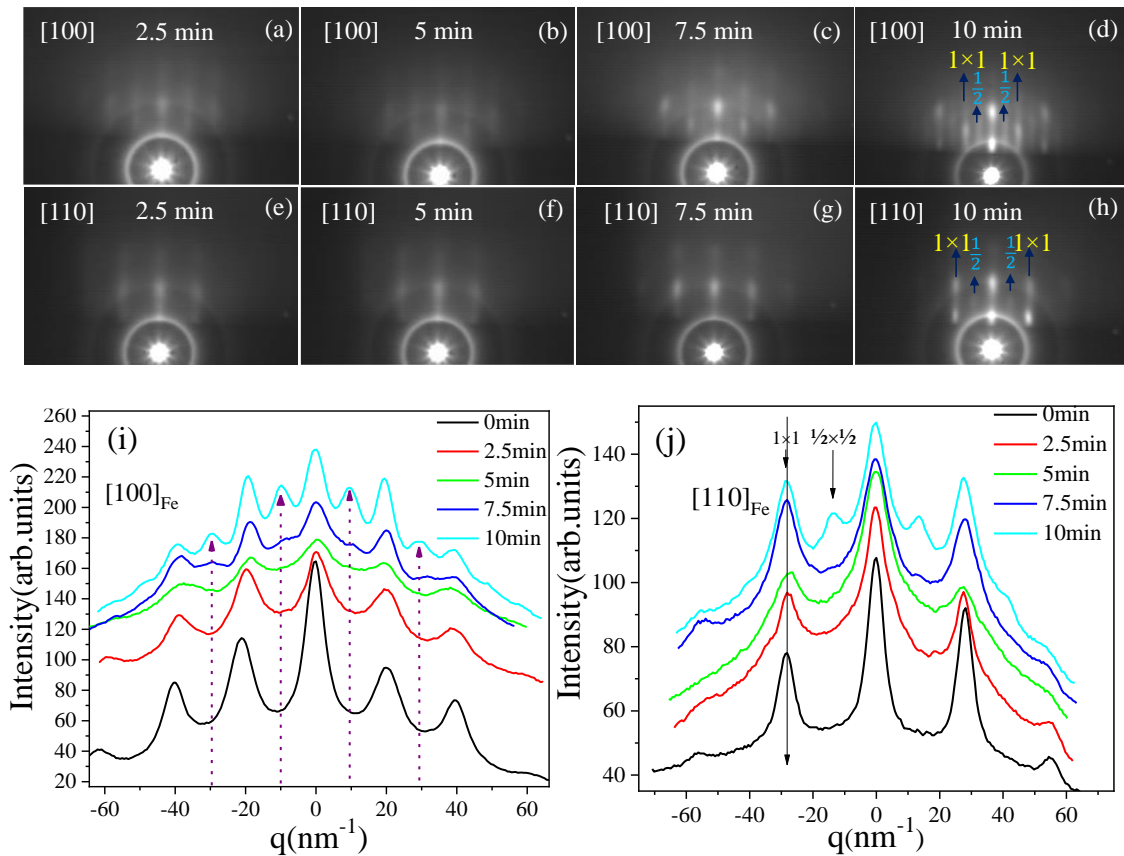 [100] 2.5 min (a)
[100] 5 min (b)
[100] 7.5 min (c)
[100] 10 min (d)
1×1 1×1
1/2 1/2
[110] 2.5 min (e)
[110] 5 min (f)
[110] 7.5 min (g)
[110] 10 min (h)
1×1 1/2 1/2 1×1
(i)
[100]Fe
0min
2.5min
5min
7.5min
10min
Intensity(arb.units)
260
240
220
200
180
160
140
120
100
80
60
40
20
-60 -40 -20 0 20 40 60
q(nm-1)
(j)
1×1 ½×½
[110]Fe
0min
2.5min
5min
7.5min
10min
Intensity(arb.units)
140
120
100
80
60
40
-60 -40 -20 0 20 40 60
q(nm-1)